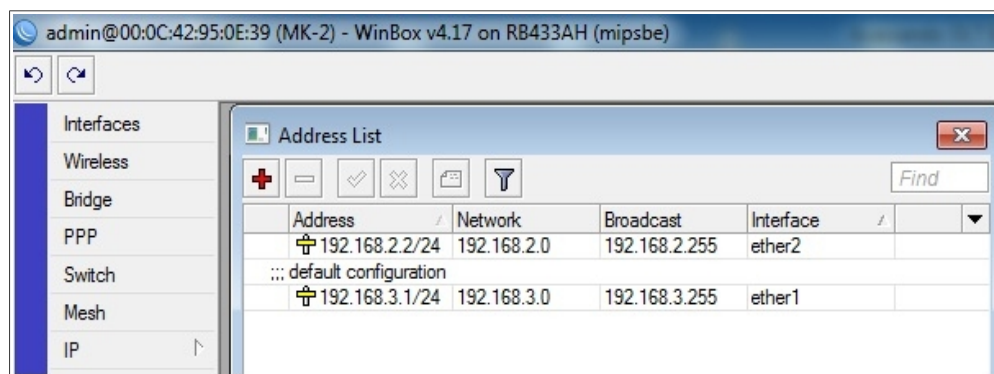 admin@00:0C:42:95:0E:39 (MK-2) - WinBox v4.17 on RB433AH (mipsbe)
Interfaces
Wireless
Bridge
PPP
Switch
Mesh
IP
Address List
Find
Address Network Broadcast Interface
192.168.2.2/24 192.168.2.0 192.168.2.255 ether2
;;; default configuration
192.168.3.1/24 192.168.3.0 192.168.3.255 ether1